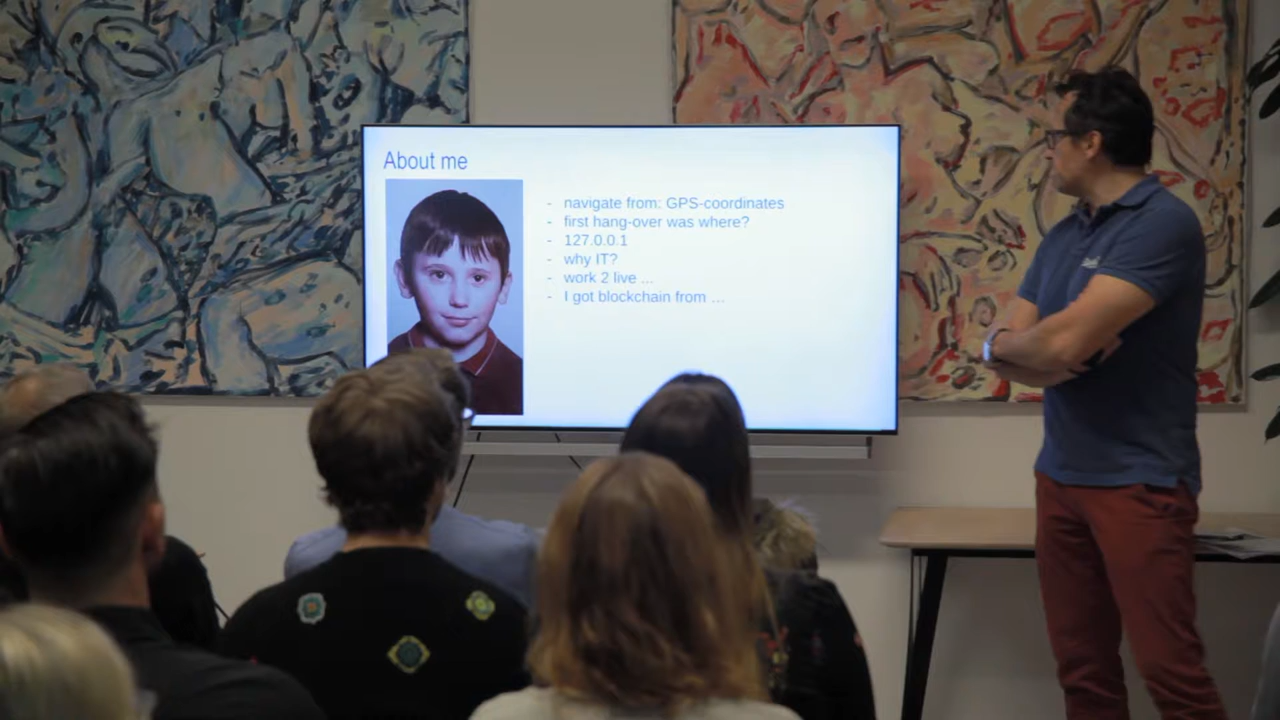 About me
- navigate from: GPS-coordinates
- first hang-over was where?
- 127.0.0.1
- why IT?
- work 2 live ...
- I got blockchain from ...